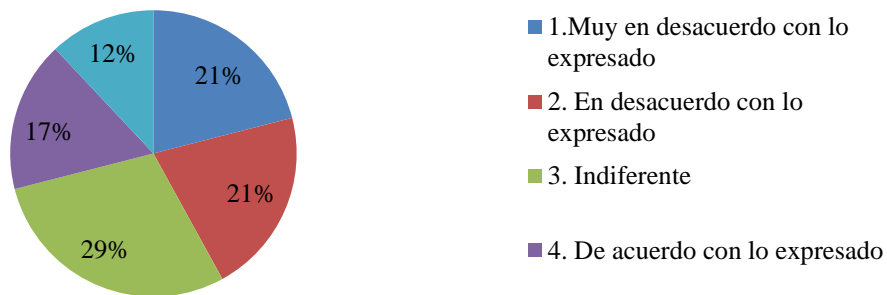 12%
21%
17%
21%
29%
1.Muy en desacuerdo con lo
expresado
2. En desacuerdo con lo
expresado
3. Indiferente
4. De acuerdo con lo expresado